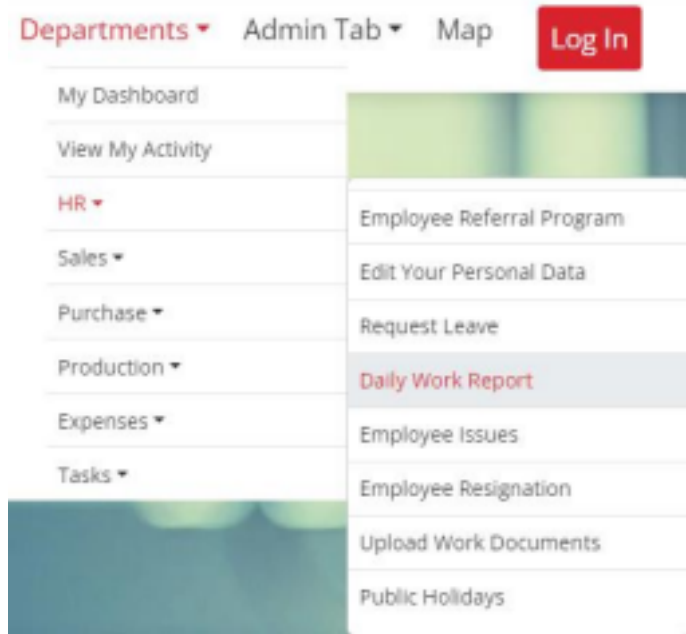 Departments Admin Tab Map Log In
My Dashboard
View My Activity
HR
Sales
Purchase
Production
Expenses
Tasks
Employee Referral Program
Edit Your Personal Data
Request Leave
Daily Work Report
Employee Issues
Employee Resignation
Upload Work Documents
Public Holidays